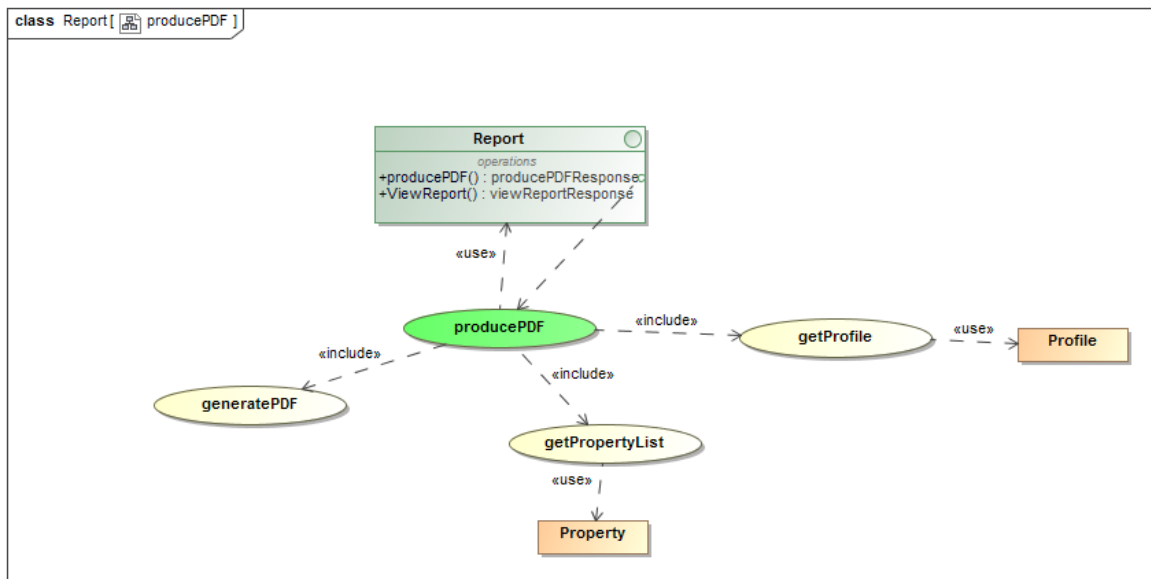 class Report [ producePDF ]
Report
operations
+producePDF() : producePDFResponse
+ViewReport() : viewReportResponse
«use»
producePDF
«include»
getProfile
«use»
Profile
«include»
generatePDF
«include»
getPropertyList
«use»
Property